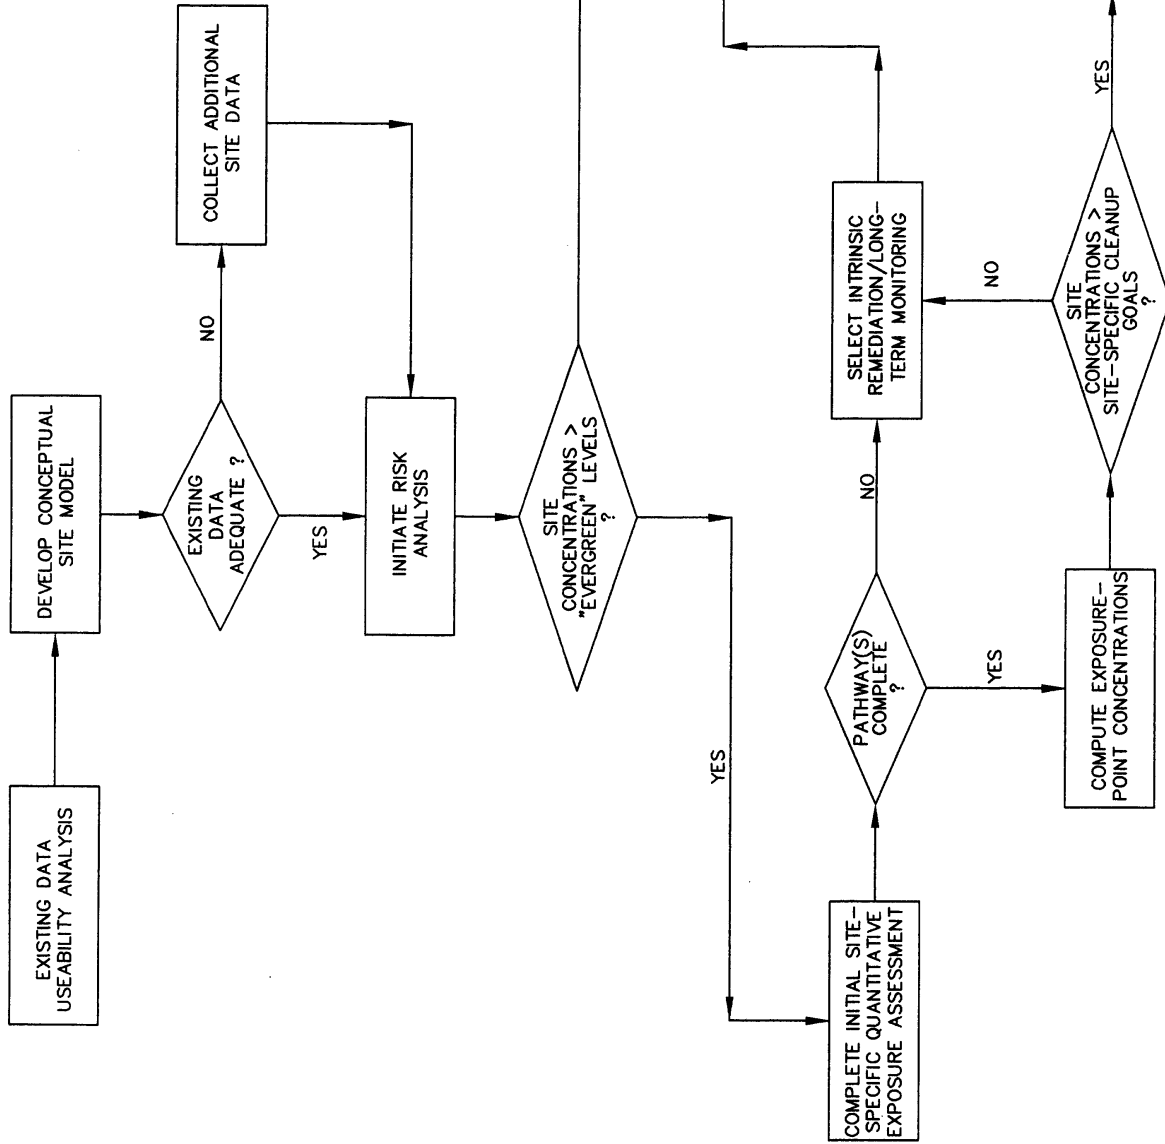 EXISTING DATA
USEABILITY ANALYSIS
DEVELOP CONCEPTUAL
SITE MODEL
EXISTING
DATA
ADEQUATE ?
NO
COLLECT ADDITIONAL
SITE DATA
YES
INITIATE RISK
ANALYSIS
SITE
CONCENTRATIONS >
"EVERGREEN" LEVELS
?
YES
COMPLETE INITIAL SITE-
SPECIFIC QUANTITATIVE
EXPOSURE ASSESSMENT
PATHWAY(S)
COMPLETE
?
NO
SELECT INTRINSIC
REMEDIATION/LONG-
TERM MONITORING
YES
COMPUTE EXPOSURE-
POINT CONCENTRATIONS
SITE
CONCENTRATIONS >
SITE-SPECIFIC CLEANUP
GOALS
?
NO
YES